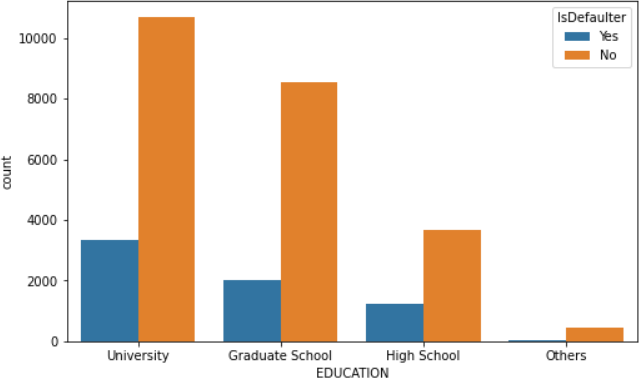 IsDefaulter
Yes
No
10000
8000
6000
4000
2000
0
count
University
Graduate School
High School
Others
EDUCATION